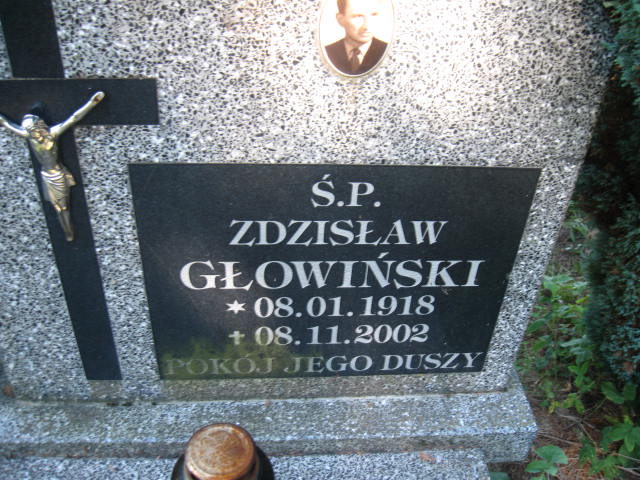 Ś.P.
ZDZISŁAW
GŁOWIŃSKI
* 08.01.1918
✝ 08.11.2002
POKÓJ JEGO DUSZY